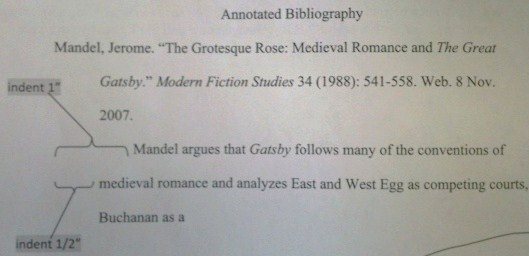 Annotated Bibliography
Mandel, Jerome. “The Grotesque Rose: Medieval Romance and The Great
Gatsby.” Modern Fiction Studies 34 (1988): 541-558. Web. 8 Nov.
indent 1"
2007.
Mandel argues that Gatsby follows many of the conventions of
medieval romance and analyzes East and West Egg as competing courts,
Buchanan as a
indent 1/2"